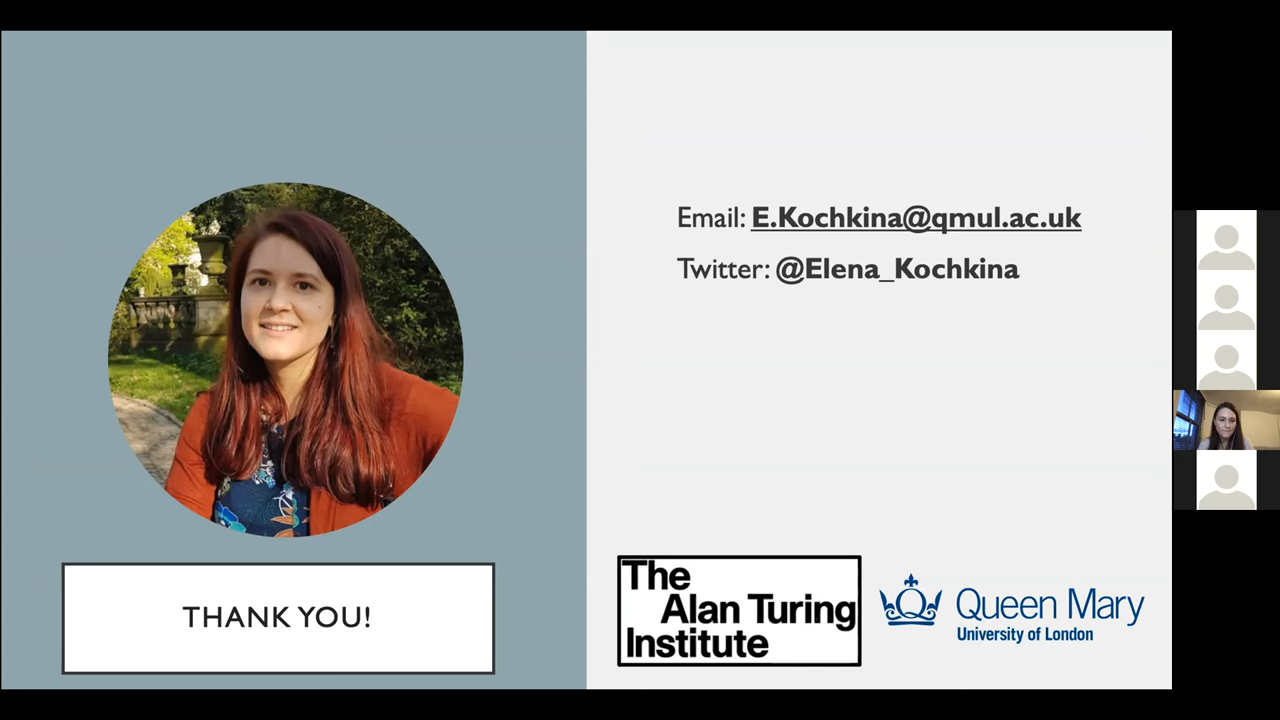 Email: E.Kochkina@qmul.ac.uk
Twitter: @Elena_Kochkina
THANK YOU!
The
Alan Turing
Institute
Queen Mary
University of London